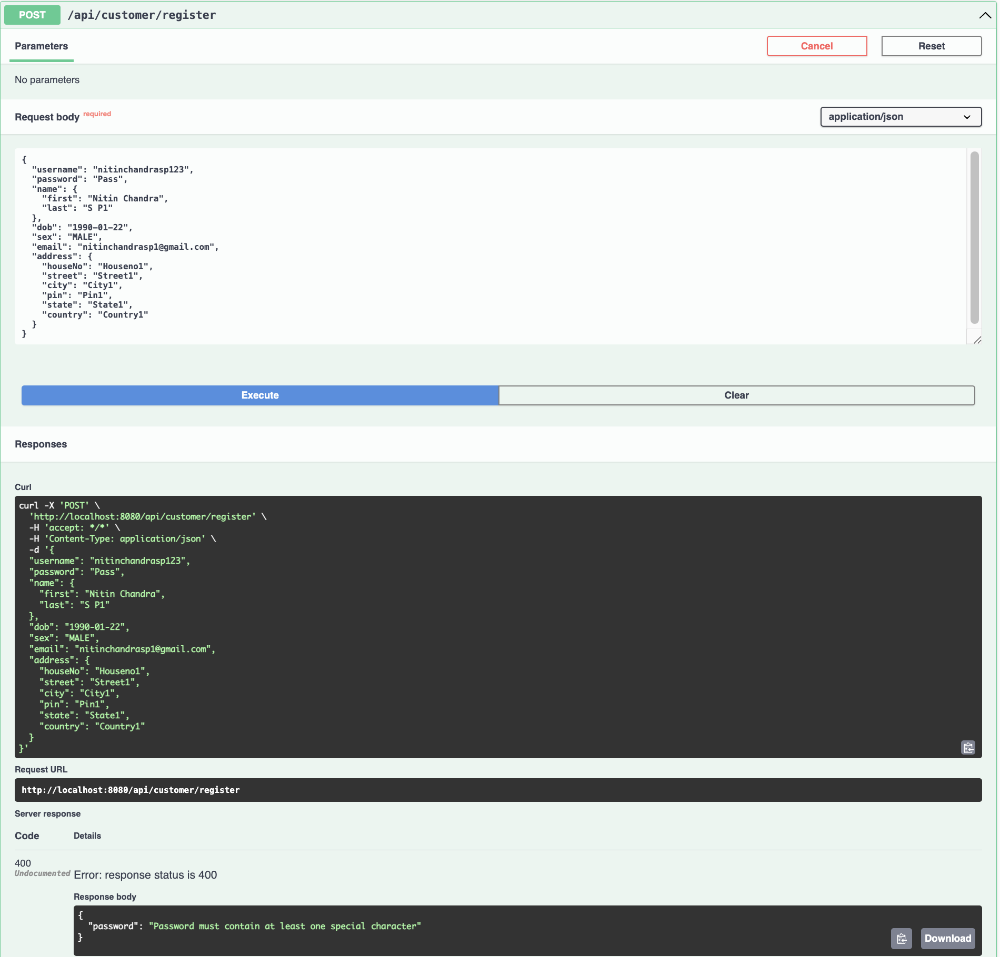 POST /api/customer/register
Parameters Cancel Reset
No parameters
Request body required application/json
{
  "username": "nitinchandrasp123",
  "password": "Pass",
  "name": {
    "first": "Nitin Chandra",
    "last": "S P1"
  },
  "dob": "1990-01-22",
  "sex": "MALE",
  "email": "nitinchandrasp1@gmail.com",
  "address": {
    "houseNo": "Houseno1",
    "street": "Street1",
    "city": "City1",
    "pin": "Pin1",
    "state": "State1",
    "country": "Country1"
  }
}
Execute Clear
Responses
Curl
curl -X 'POST' \
  'http://localhost:8080/api/customer/register' \
  -H 'accept: */*' \
  -H 'Content-Type: application/json' \
  -d '{
  "username": "nitinchandrasp123",
  "password": "Pass",
  "name": {
    "first": "Nitin Chandra",
    "last": "S P1"
  },
  "dob": "1990-01-22",
  "sex": "MALE",
  "email": "nitinchandrasp1@gmail.com",
  "address": {
    "houseNo": "Houseno1",
    "street": "Street1",
    "city": "City1",
    "pin": "Pin1",
    "state": "State1",
    "country": "Country1"
  }
}'
Request URL
http://localhost:8080/api/customer/register
Server response
Code Details
400
Undocumented Error: response status is 400
Response body
{
  "password": "Password must contain at least one special character"
}
Download